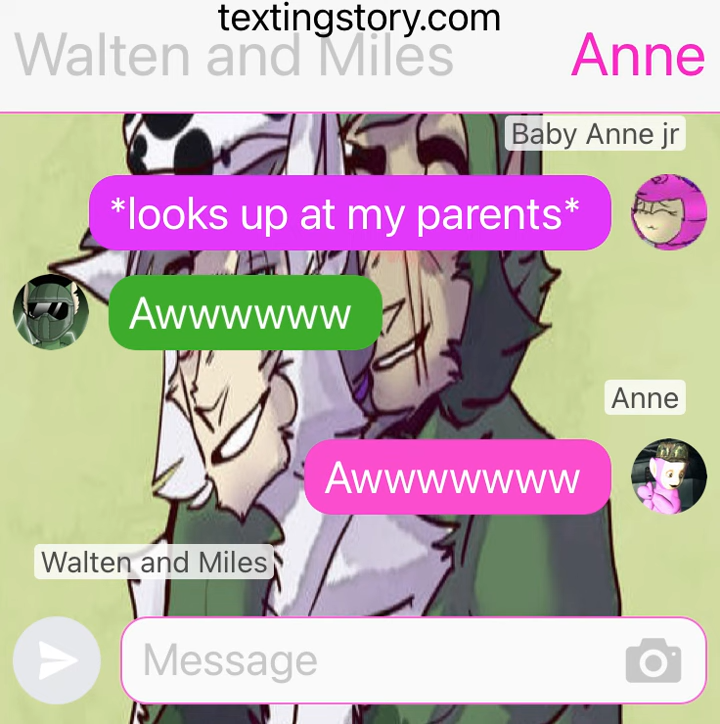 textingstory.com
Walten and Miles Anne
Baby Anne jr
*looks up at my parents*
Awwwwww
Anne
Awwwwwww
Walten and Miles
Message